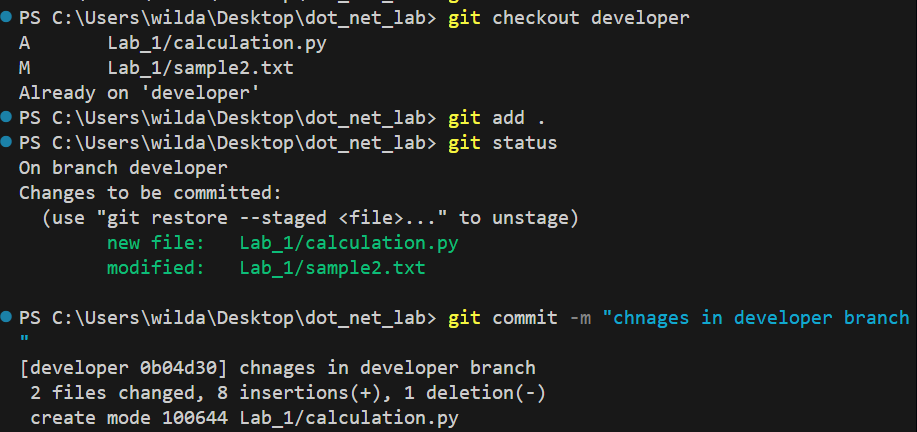 PS C:\Users\wilda\Desktop\dot_net_lab> git checkout developer
A       Lab_1/calculation.py
M       Lab_1/sample2.txt
Already on 'developer'
PS C:\Users\wilda\Desktop\dot_net_lab> git add .
PS C:\Users\wilda\Desktop\dot_net_lab> git status
On branch developer
Changes to be committed:
  (use "git restore --staged <file>..." to unstage)
        new file:   Lab_1/calculation.py
        modified:   Lab_1/sample2.txt
PS C:\Users\wilda\Desktop\dot_net_lab> git commit -m "chnages in developer branch
"
[developer 0b04d30] chnages in developer branch
 2 files changed, 8 insertions(+), 1 deletion(-)
 create mode 100644 Lab_1/calculation.py